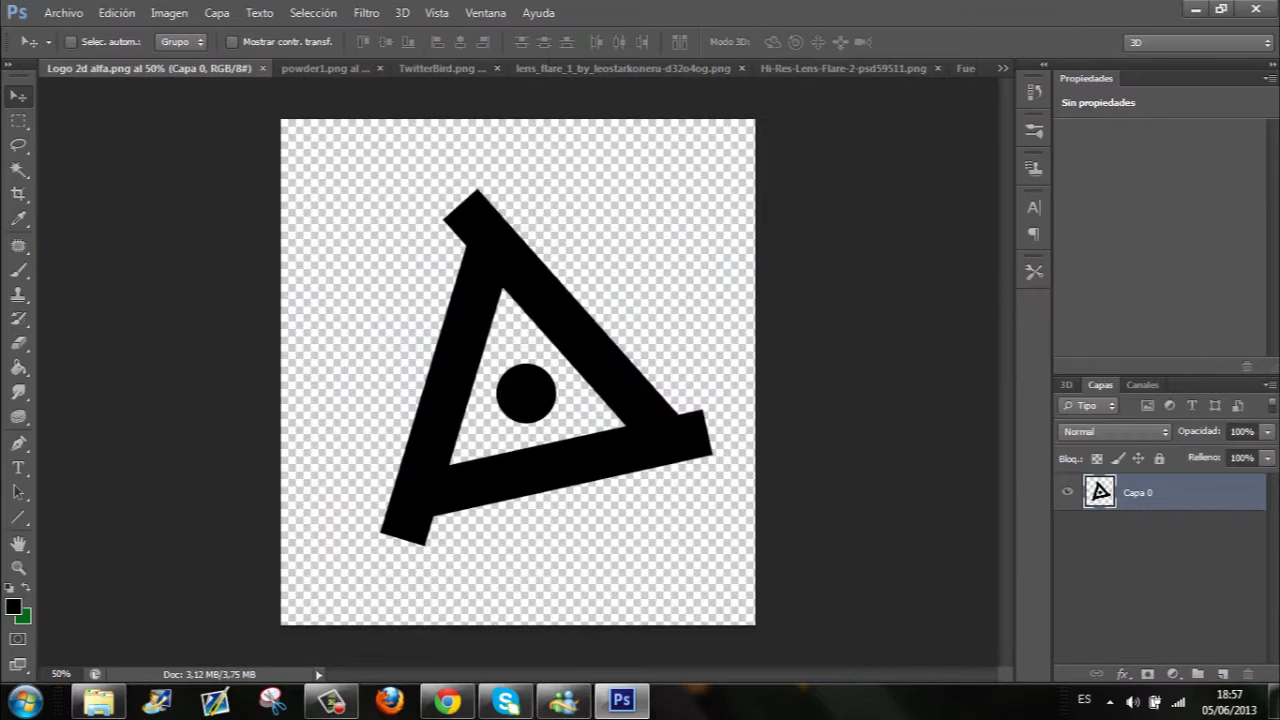 Ps Archivo Edición Imagen Capa Texto Selección Filtro 3D Vista Ventana Ayuda
Selec. autom.: Grupo Mostrar contr. transf. Modo 3D: 3D
Logo 2d alfa.png al 50% (Capa 0, RGB/8#) × powder1.png al ... × TwitterBird.png ... × lens_flare_1_by_leostarkoneru-d32o4og.png × Hi-Res-Lens-Flare-2-psd59511.png × Fue >>
Propiedades
Sin propiedades
3D Capas Canales
Tipo
Normal Opacidad: 100%
Bloq.: Relleno: 100%
Capa 0
50% Doc: 3,12 MB/3,75 MB
Ps ES 18:57
05/06/2013